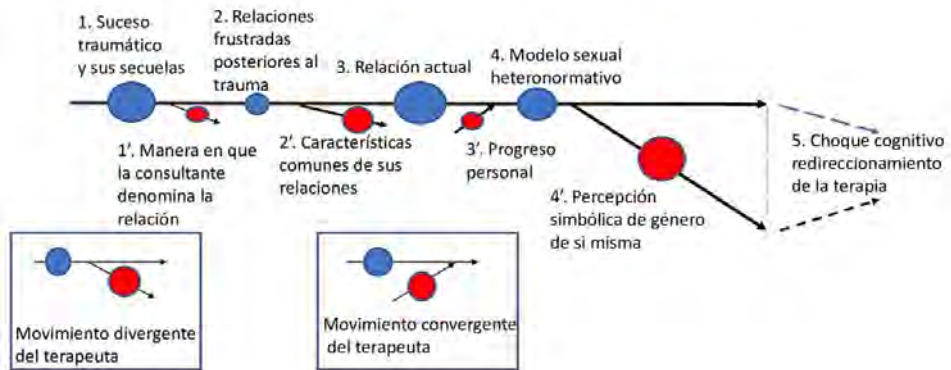 1. Suceso
traumático
y sus secuelas
2. Relaciones
frustradas
posteriores al
trauma
3. Relación actual
4. Modelo sexual
heteronormativo
1'. Manera en que
la consultante
denomina la
relación
2'. Características
comunes de sus
relaciones
3'. Progreso
personal
4'. Percepción
simbólica de género
de si misma
5. Choque cognitivo
redireccionamiento
de la terapia
Movimiento divergente
del terapeuta
Movimiento convergente
del terapeuta